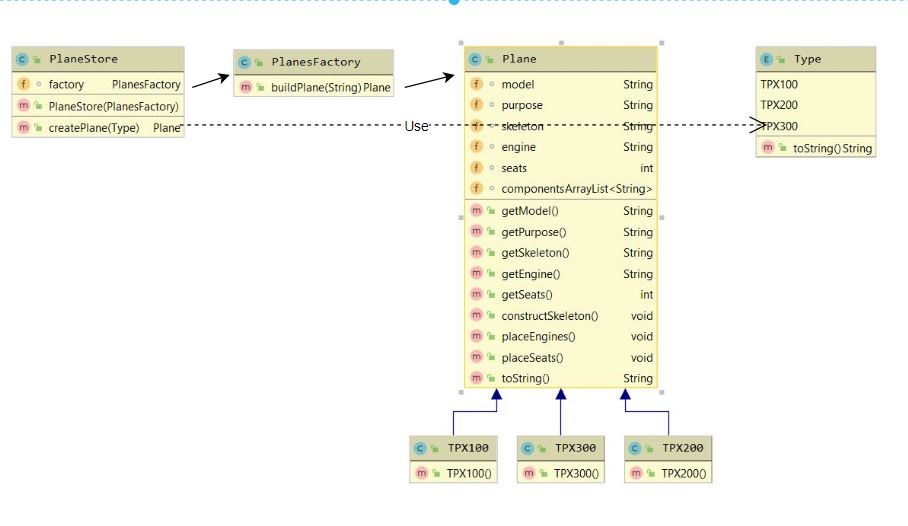 PlaneStore
factory PlanesFactory
PlaneStore(PlanesFactory)
createPlane(Type) Plane
PlanesFactory
buildPlane(String) Plane
Use
Plane
model String
purpose String
skeleton String
engine String
seats int
componentsArrayList<String>
getModel() String
getPurpose() String
getSkeleton() String
getEngine() String
getSeats() int
constructSkeleton() void
placeEngines() void
placeSeats() void
toString() String
Type
TPX100
TPX200
TPX300
toString() String
TPX100
TPX100()
TPX300
TPX300()
TPX200
TPX200()